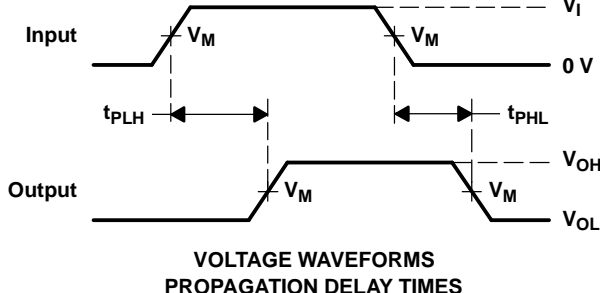 V_I
Input
V_M
V_M
0 V
t_PLH
t_PHL
V_OH
Output
V_M
V_M
V_OL
VOLTAGE WAVEFORMS
PROPAGATION DELAY TIMES